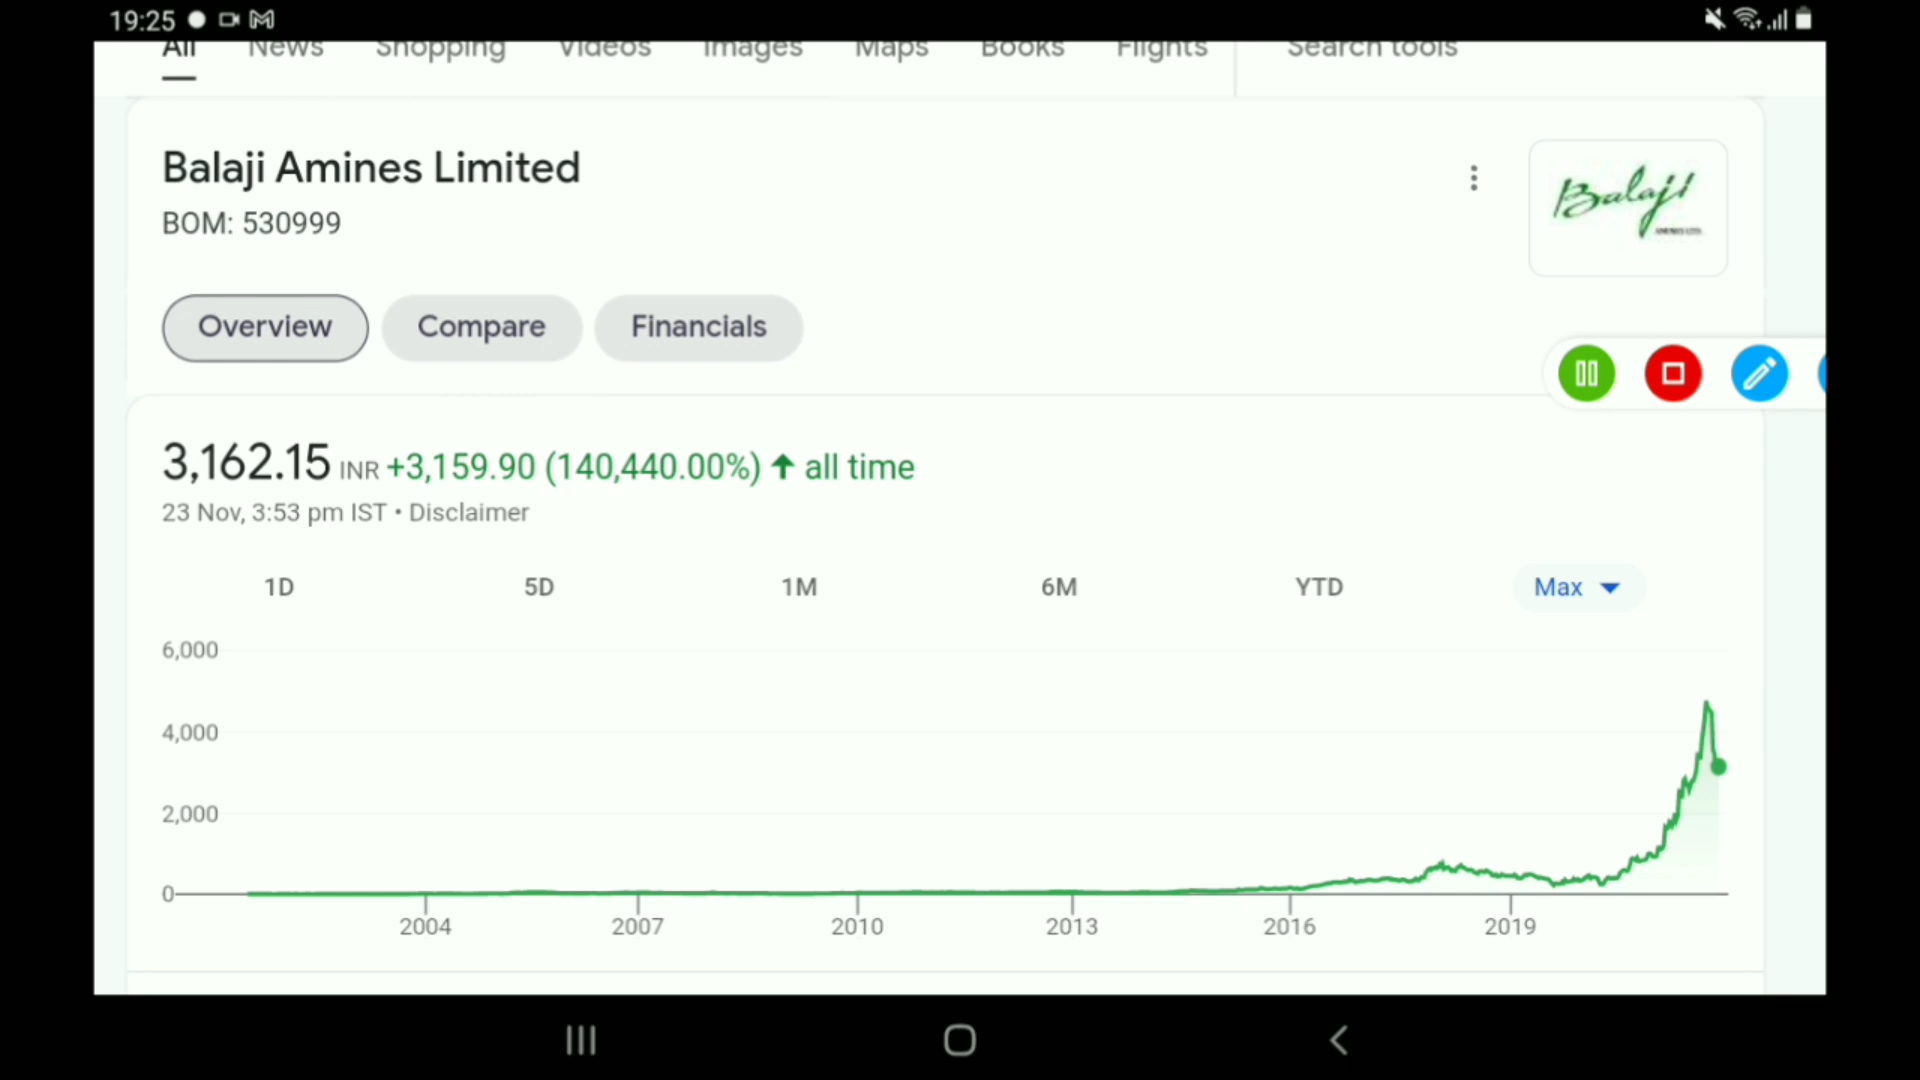 19:25
All News Shopping Videos Images Maps Books Flights Search tools
Balaji Amines Limited
BOM: 530999
Balaji
AMINES LTD.
Overview Compare Financials
3,162.15 INR +3,159.90 (140,440.00%) ↑ all time
23 Nov, 3:53 pm IST • Disclaimer
1D 5D 1M 6M YTD Max
6,000
4,000
2,000
0
2004 2007 2010 2013 2016 2019